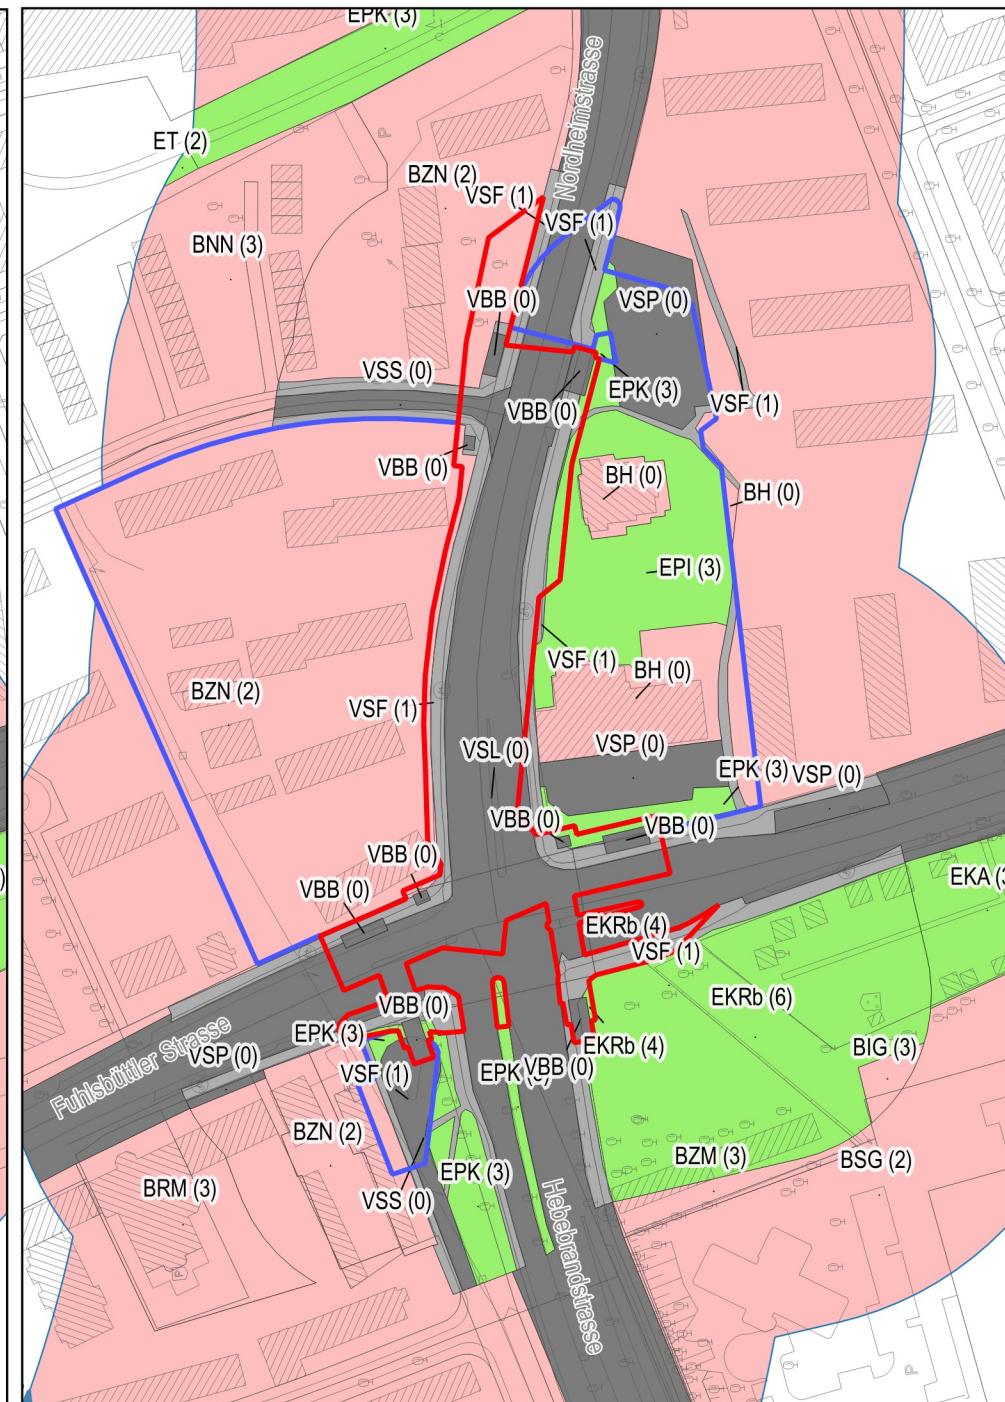 EPK (3)
ET (2)
Nordheimstrasse
BZN (2)
VSF (1)
VSF (1)
BNN (3)
VBB (0)
VSP (0)
VSS (0)
EPK (3)
VSF (1)
VBB (0)
VBB (0)
BH (0)
BH (0)
EPI (3)
VSF (1)
BH (0)
BZN (2)
VSF (1)
VSL (0)
VSP (0)
EPK (3)
VSP (0)
VBB (0)
VBB (0)
VBB (0)
VBB (0)
EKA (3
)
EKRb (4)
VSF (1)
EKRb (6)
VBB (0)
EPK (3)
EKRb (4)
BIG (3)
VSP (0)
Fuhlsbüttler Strasse
VSF (1)
EPK (
VBB (0)
BZN (2)
BZM (3)
BSG (2)
EPK (3)
BRM (3)
VSS (0)
Hebebrandstrasse
P
P
P